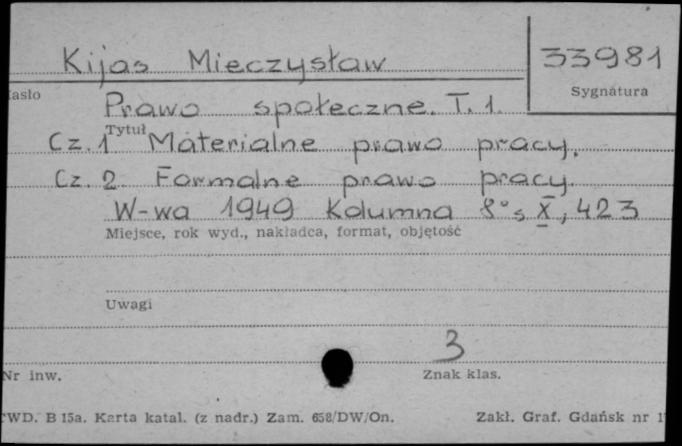 Kijas Mieczysław 33981
Sygnatura
asło
Prawo społeczne. T. 1.
Tytuł
Cz. 1 Materialne prawo pracy.
Cz. 2. Formalne prawo pracy.
W-wa 1949 Kolumna 8° s X, 423
Miejsce, rok wyd., nakładca, format, objętość
Uwagi
3
Nr inw. Znak klas.
WD. B 15a. Karta katal. (z nadr.) Zam. 658/DW/On. Zakł. Graf. Gdańsk nr 1